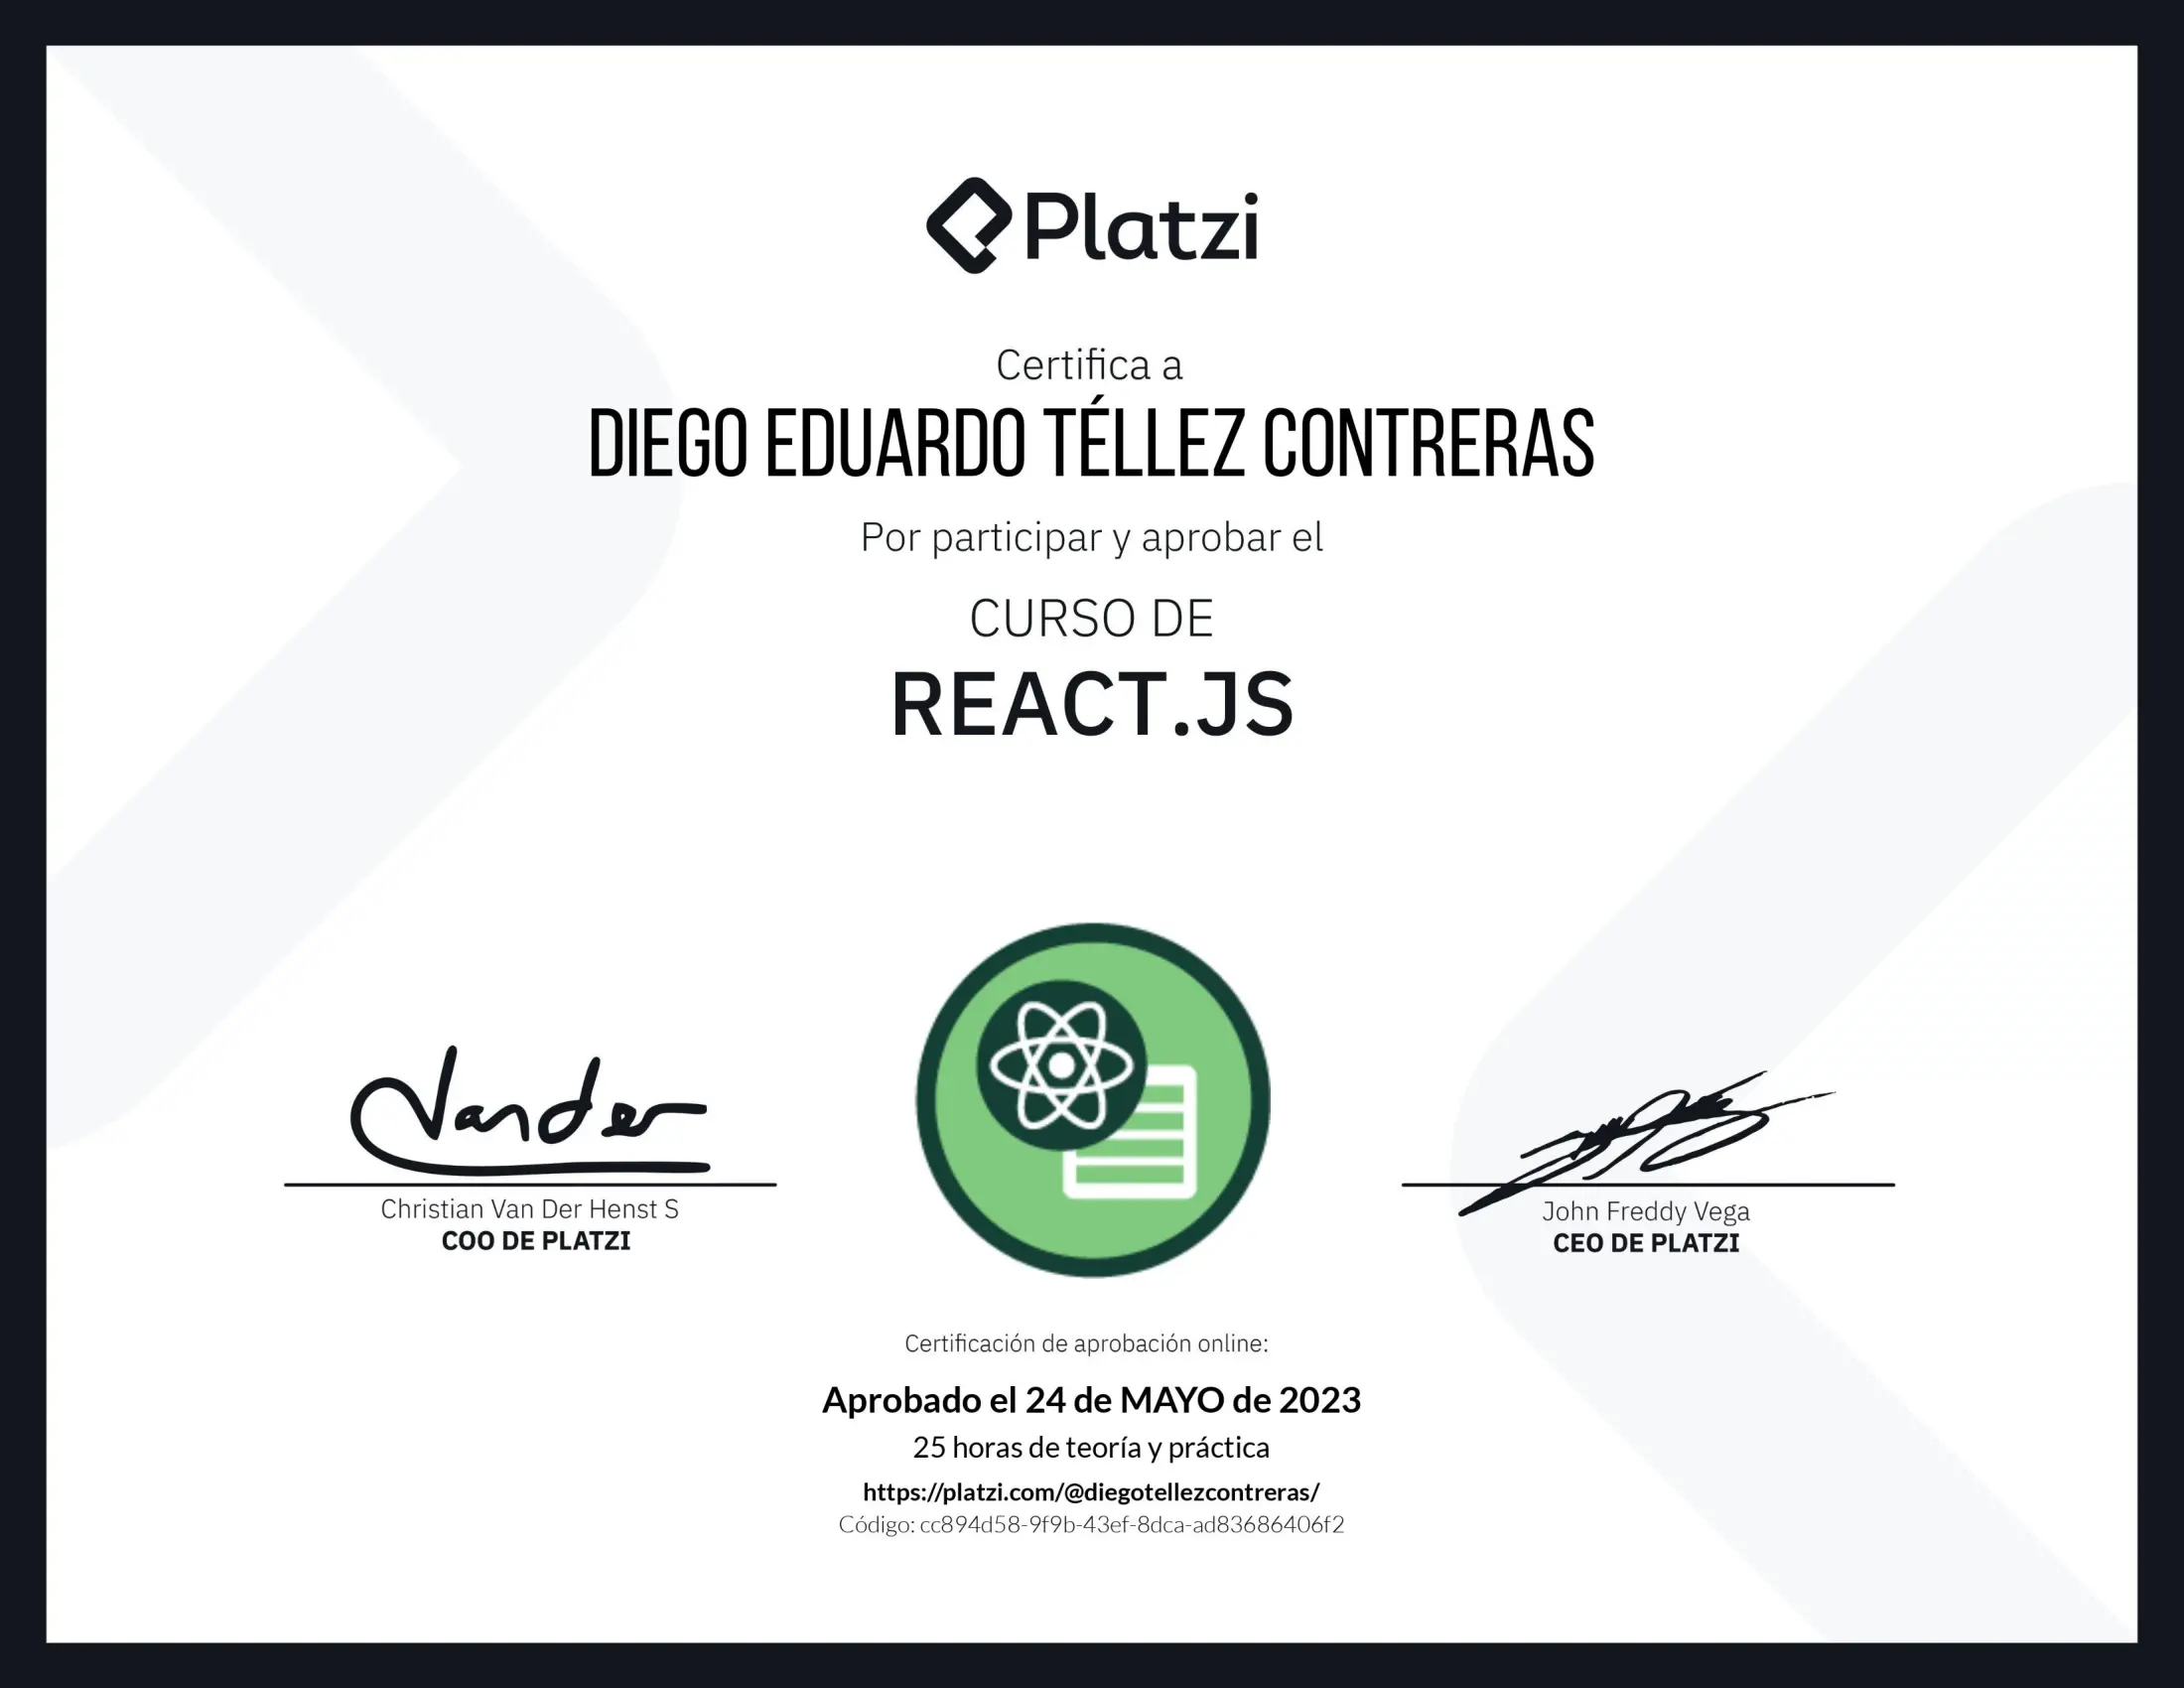 Platzi
Certifica a
DIEGO EDUARDO TÉLLEZ CONTRERAS
Por participar y aprobar el
CURSO DE
REACT.JS
Vander
Christian Van Der Henst S
COO DE PLATZI
John Freddy Vega
CEO DE PLATZI
Certificación de aprobación online:
Aprobado el 24 de MAYO de 2023
25 horas de teoría y práctica
https://platzi.com/@diegotellezcontreras/
Código: cc894d58-9f9b-43ef-8dca-ad83686406f2